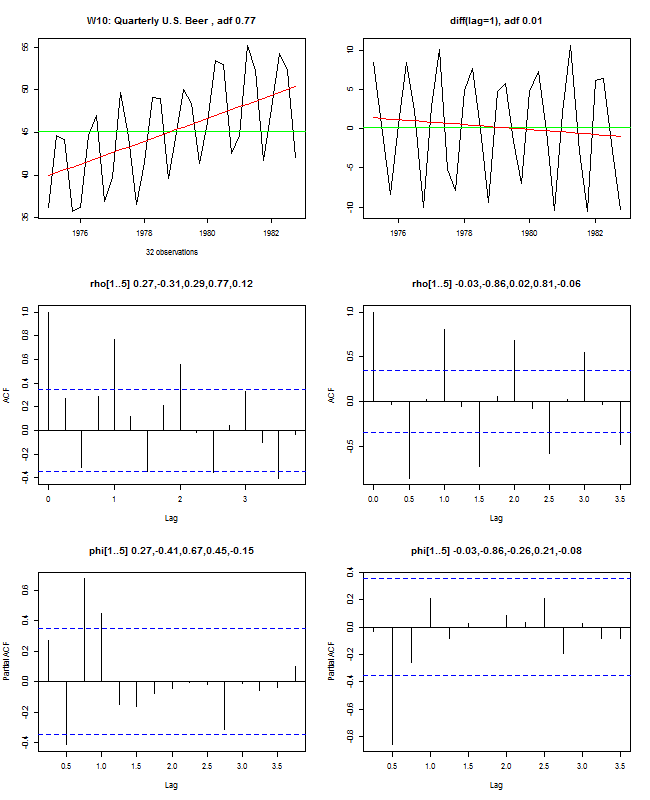 W10: Quarterly U.S. Beer , adf 0.77
35 40 45 50 55
1976 1978 1980 1982
32 observations
diff(lag=1), adf 0.01
-10 -5 0 5 10
1976 1978 1980 1982
rho[1..5] 0.27,-0.31,0.29,0.77,0.12
ACF
-0.4 -0.2 0.0 0.2 0.4 0.6 0.8 1.0
0 1 2 3
Lag
rho[1..5] -0.03,-0.86,0.02,0.81,-0.06
ACF
-0.5 0.0 0.5 1.0
0.0 0.5 1.0 1.5 2.0 2.5 3.0 3.5
Lag
phi[1..5] 0.27,-0.41,0.67,0.45,-0.15
Partial ACF
-0.4 -0.2 0.0 0.2 0.4 0.6
0.5 1.0 1.5 2.0 2.5 3.0 3.5
Lag
phi[1..5] -0.03,-0.86,-0.26,0.21,-0.08
Partial ACF
-0.8 -0.6 -0.4 -0.2 0.0 0.2 0.4
0.5 1.0 1.5 2.0 2.5 3.0 3.5
Lag